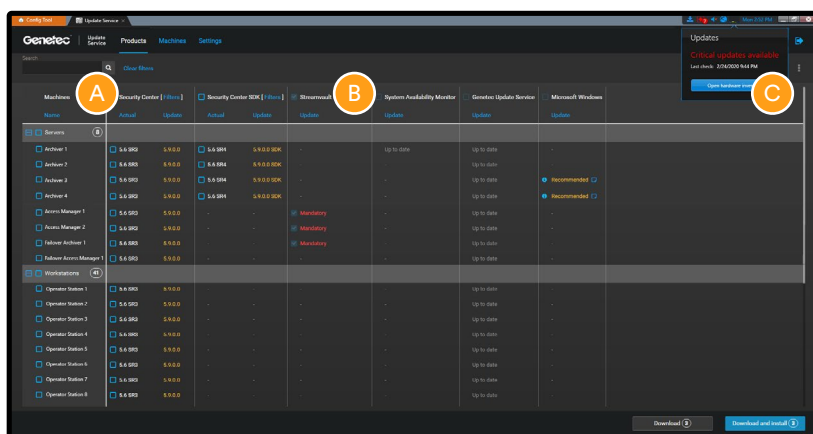 Config Tool Update Service Mon 3:52 PM
Genetec Update Service Products Machines Settings
Updates
Critical updates available
Last check: 2/24/2020 9:44 PM
Open hardware inven
Search
Clear filters
A B C
Machines Security Center [Filters] Security Center SDK [Filters] Streamvault System Availability Monitor Genetec Update Service Microsoft Windows
Name Actual Update Actual Update Update Update Update Update
Servers 8
Archiver 1 5.6 SR3 5.9.0.0 5.6 SR4 5.9.0.0 SDK - Up to date Up to date -
Archiver 2 5.6 SR3 5.9.0.0 5.6 SR4 5.9.0.0 SDK - - Up to date -
Archiver 3 5.6 SR3 5.9.0.0 5.6 SR4 5.9.0.0 SDK - - Up to date Recommended
Archiver 4 5.6 SR3 5.9.0.0 5.6 SR4 5.9.0.0 SDK - - Up to date Recommended
Access Manager 1 5.6 SR3 5.9.0.0 - - Mandatory - Up to date -
Access Manager 2 5.6 SR3 5.9.0.0 - - Mandatory - Up to date -
Failover Archiver 1 5.6 SR3 5.9.0.0 - - Mandatory - Up to date -
Failover Access Manager 1 5.6 SR3 5.9.0.0 - - - - Up to date -
Workstations 41
Operator Station 1 5.6 SR3 5.9.0.0 Up to date
Operator Station 2 5.6 SR3 5.9.0.0 - - - - Up to date -
Operator Station 3 5.6 SR3 5.9.0.0 - - - - Up to date -
Operator Station 4 5.6 SR3 5.9.0.0 - - - - Up to date -
Operator Station 5 5.6 SR3 5.9.0.0 - - - - Up to date -
Operator Station 6 5.6 SR3 5.9.0.0 - - - - Up to date -
Operator Station 7 5.6 SR3 5.9.0.0 - - - - Up to date -
Operator Station 8 5.6 SR3 5.9.0.0 - - - - Up to date -
Download 3 Download and install 3